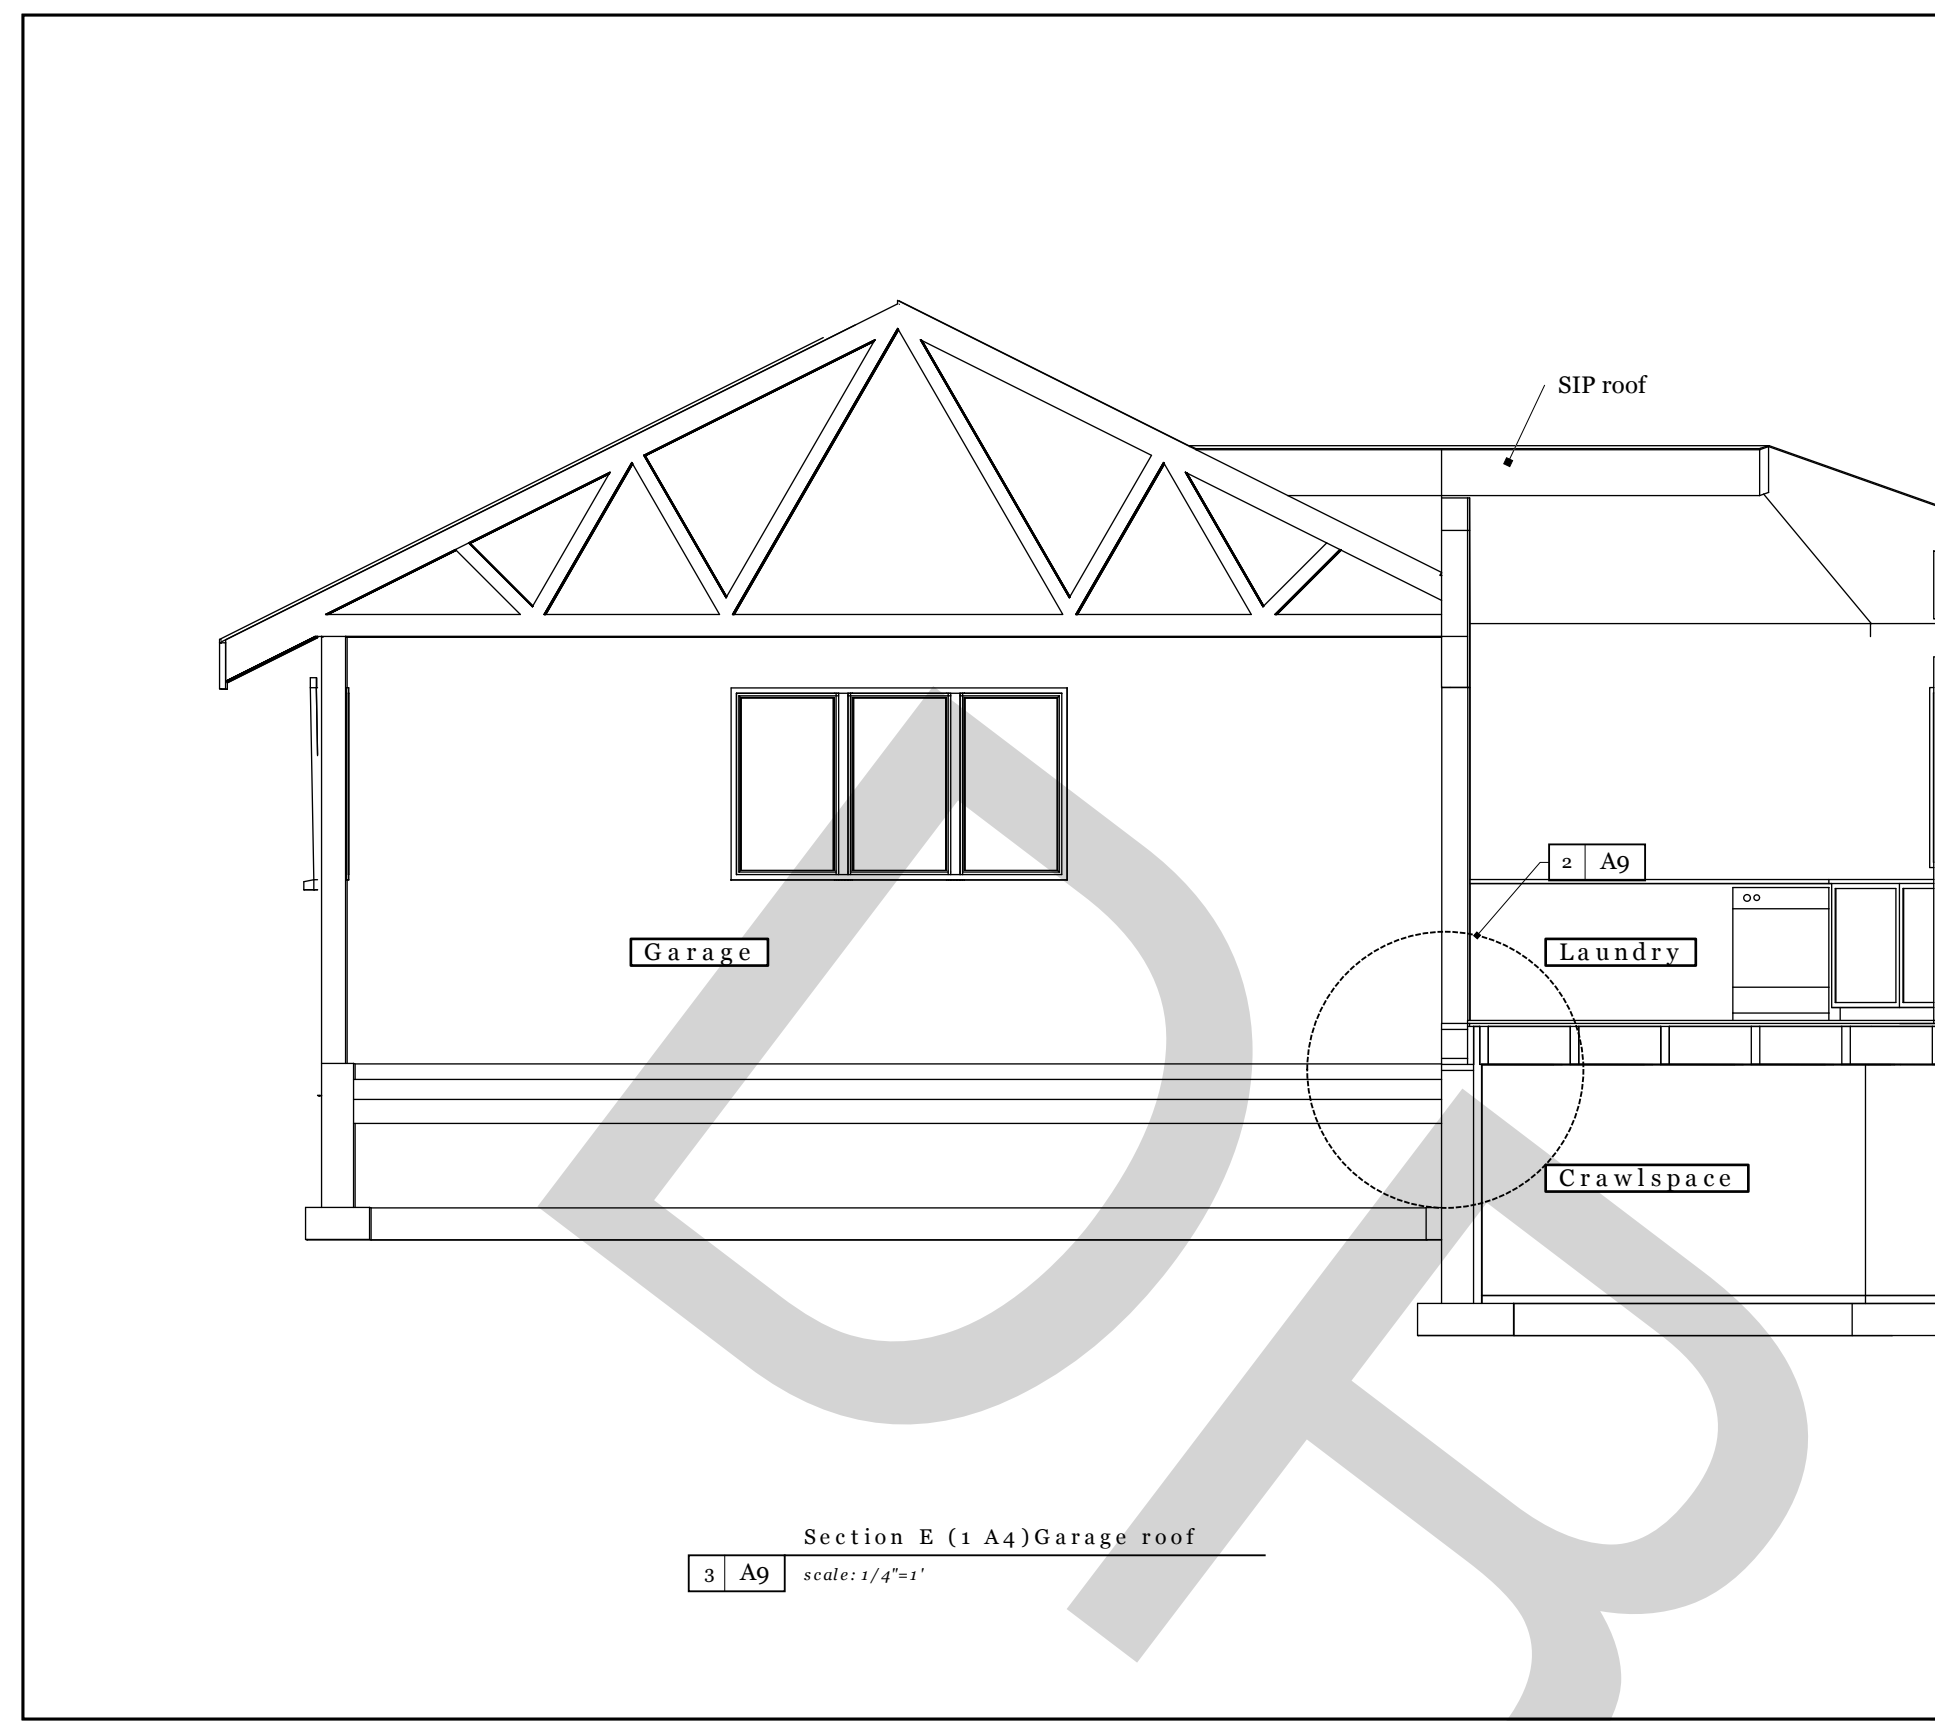 SIP roof
2 A9
Garage
Laundry
Crawlspace
Section E (1 A4)Garage roof
3 A9
scale: 1/4"=1'